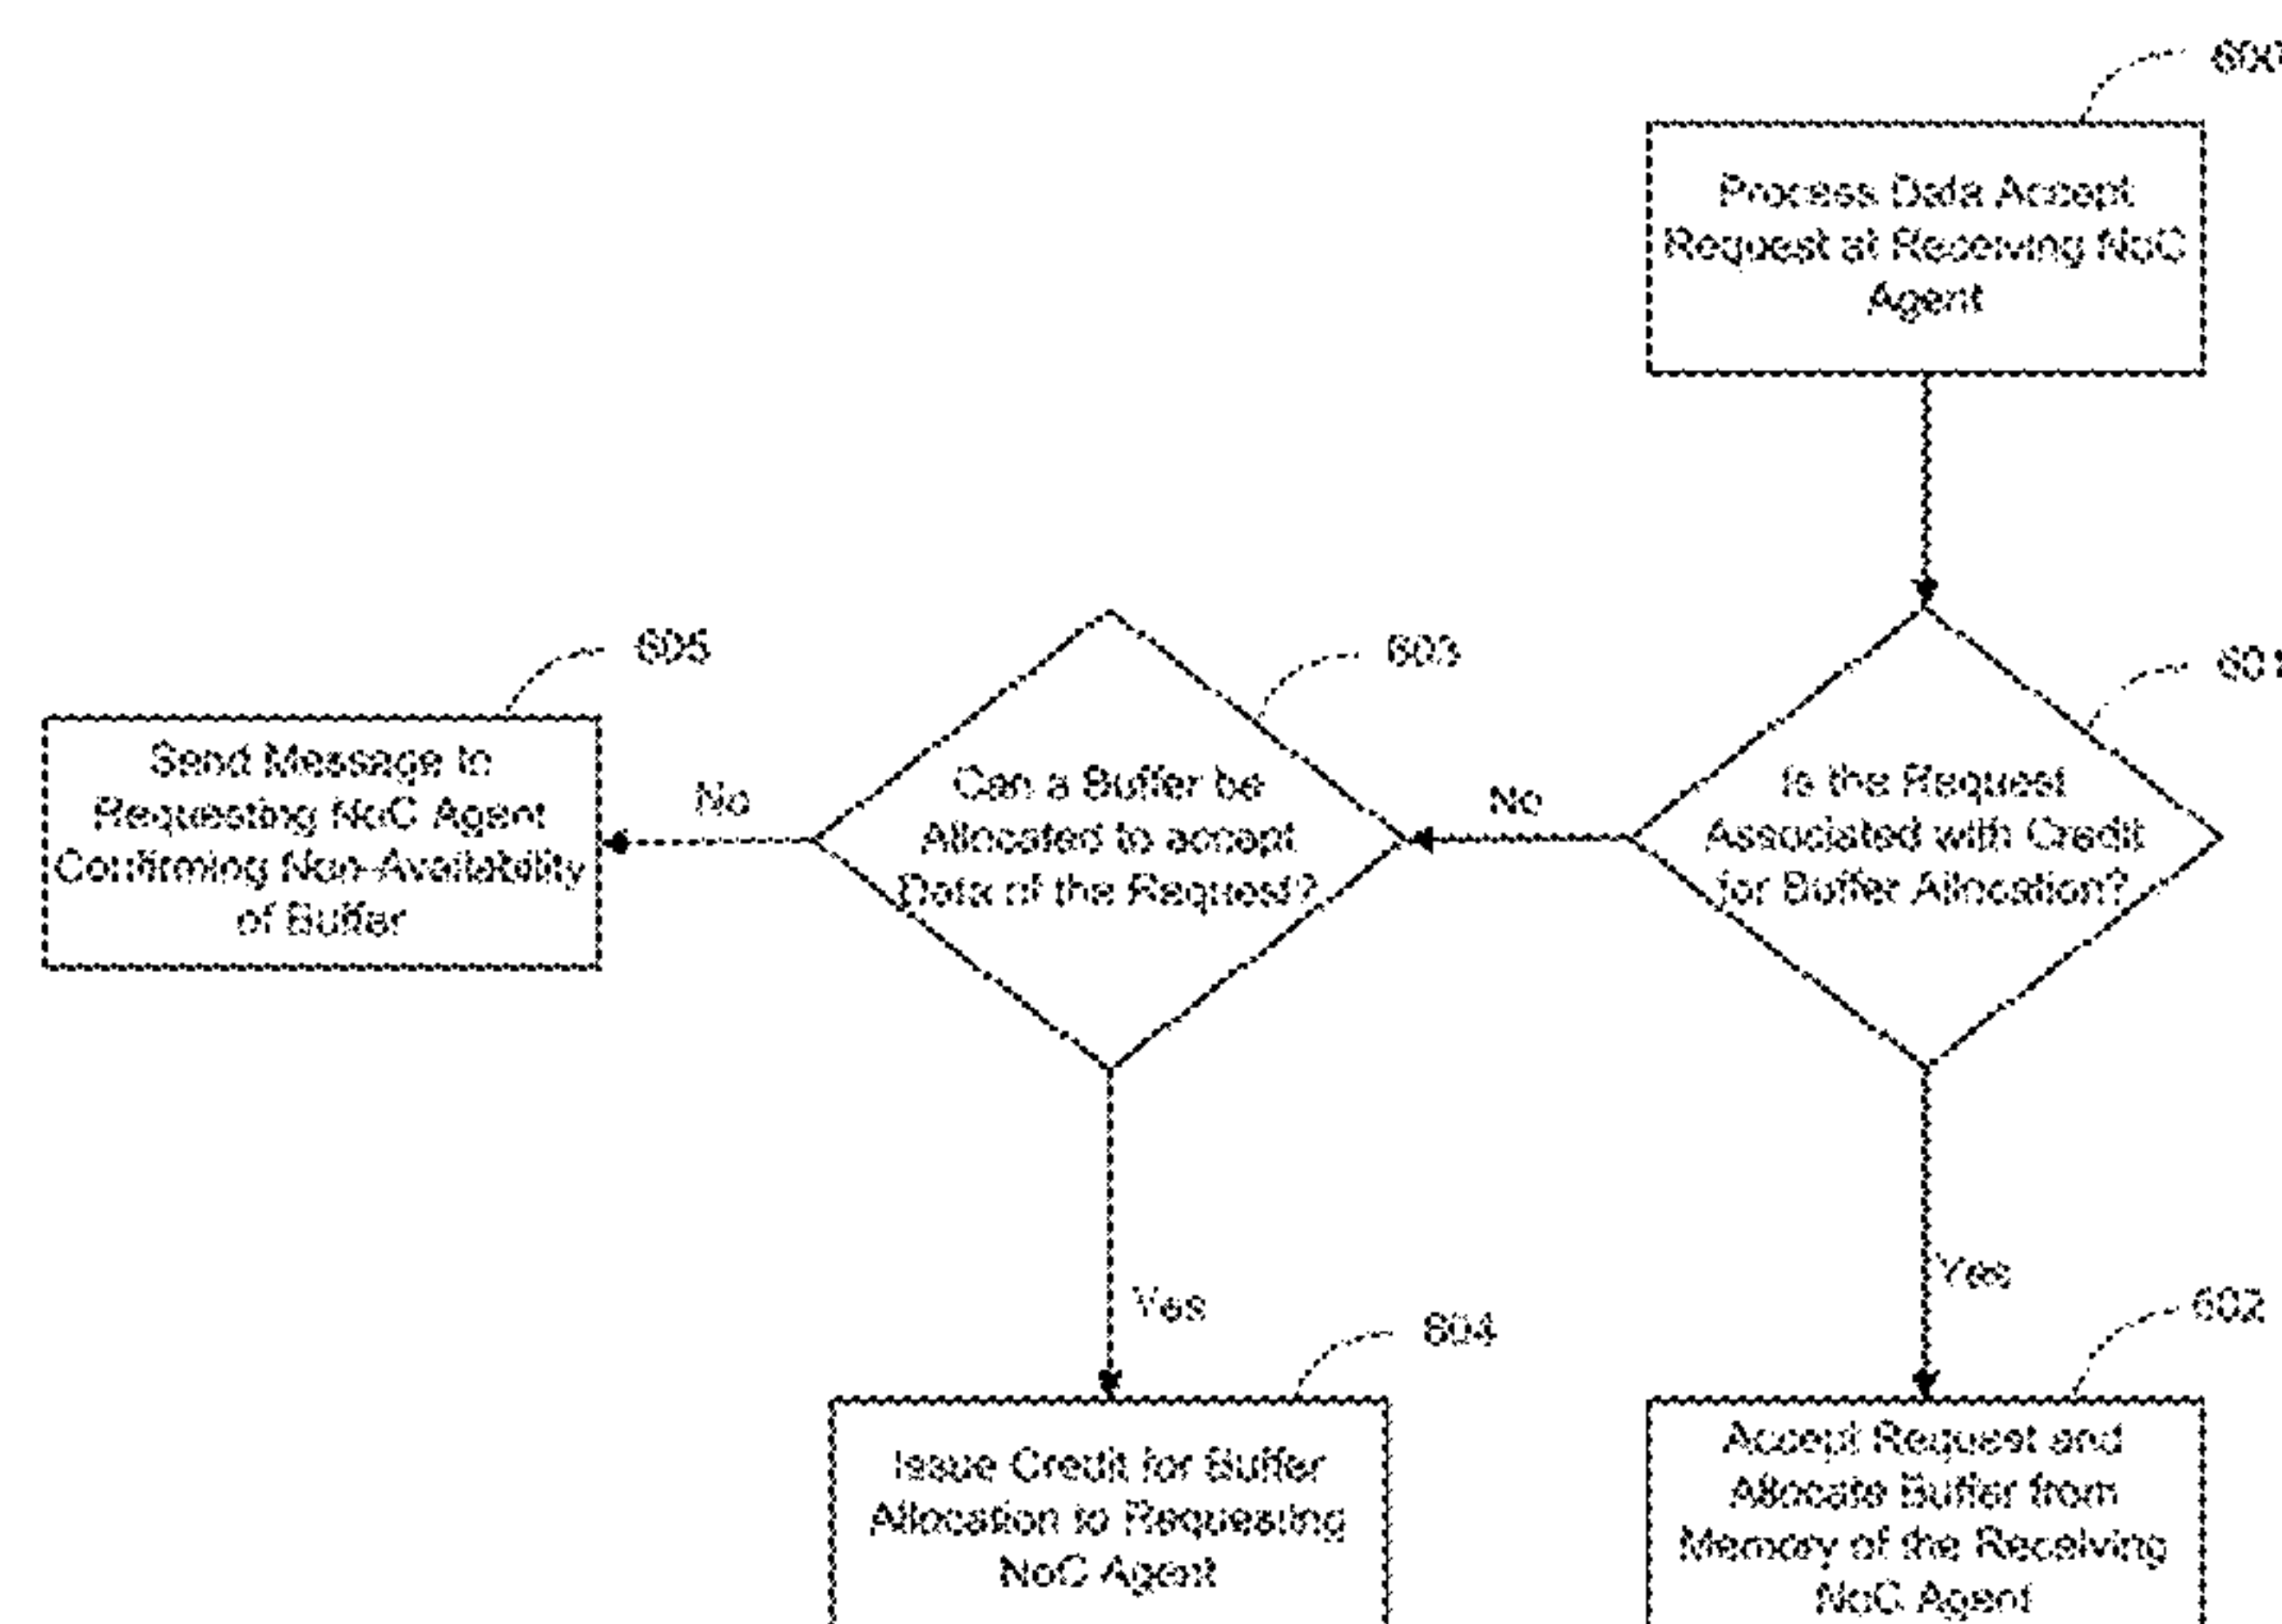 600
Process Data Accept
Request at Receiving NoC
Agent
605
603
601
Send Message to
Requesting NoC Agent
Confirming Non-Availability
of Buffer
No
Can a Buffer be
Allocated to accept
Data of the Request?
No
Is the Request
Associated with Credit
for Buffer Allocation?
Yes
Yes
604
602
Issue Credit for Buffer
Allocation to Requesting
NoC Agent
Accept Request and
Allocate Buffer from
Memory of the Receiving
NoC Agent